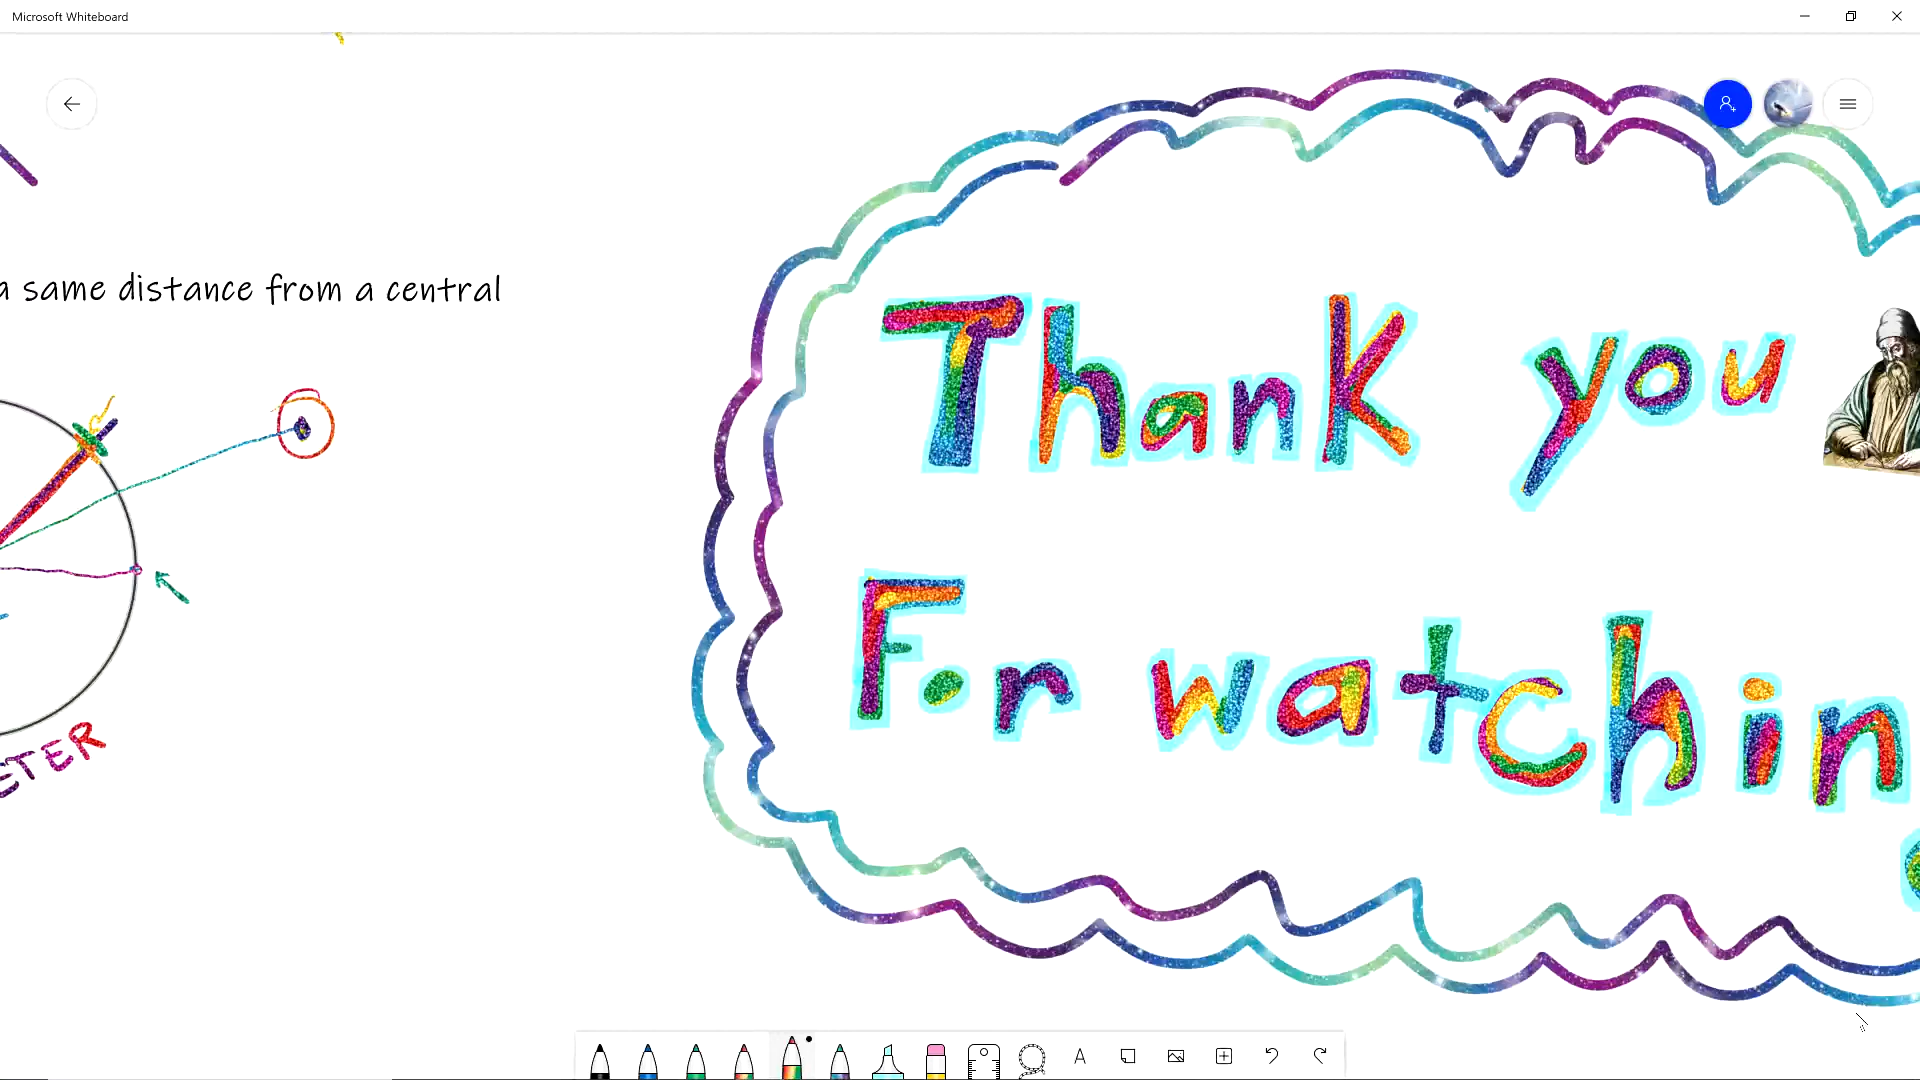 Microsoft Whiteboard
a same distance from a central
Thank you
For watchin
ETER